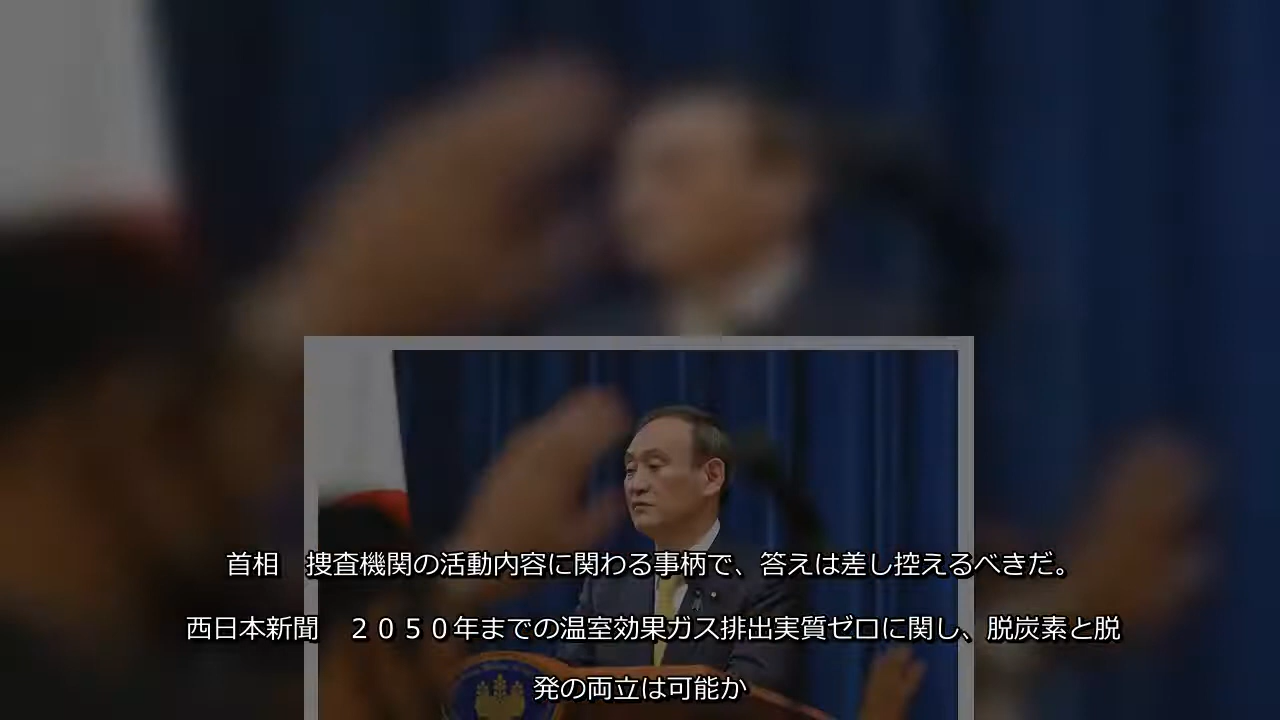 首相　捜査機関の活動内容に関わる事柄で、答えは差し控えるべきだ。
西日本新聞　２０５０年までの温室効果ガス排出実質ゼロに関し、脱炭素と脱
発の両立は可能か